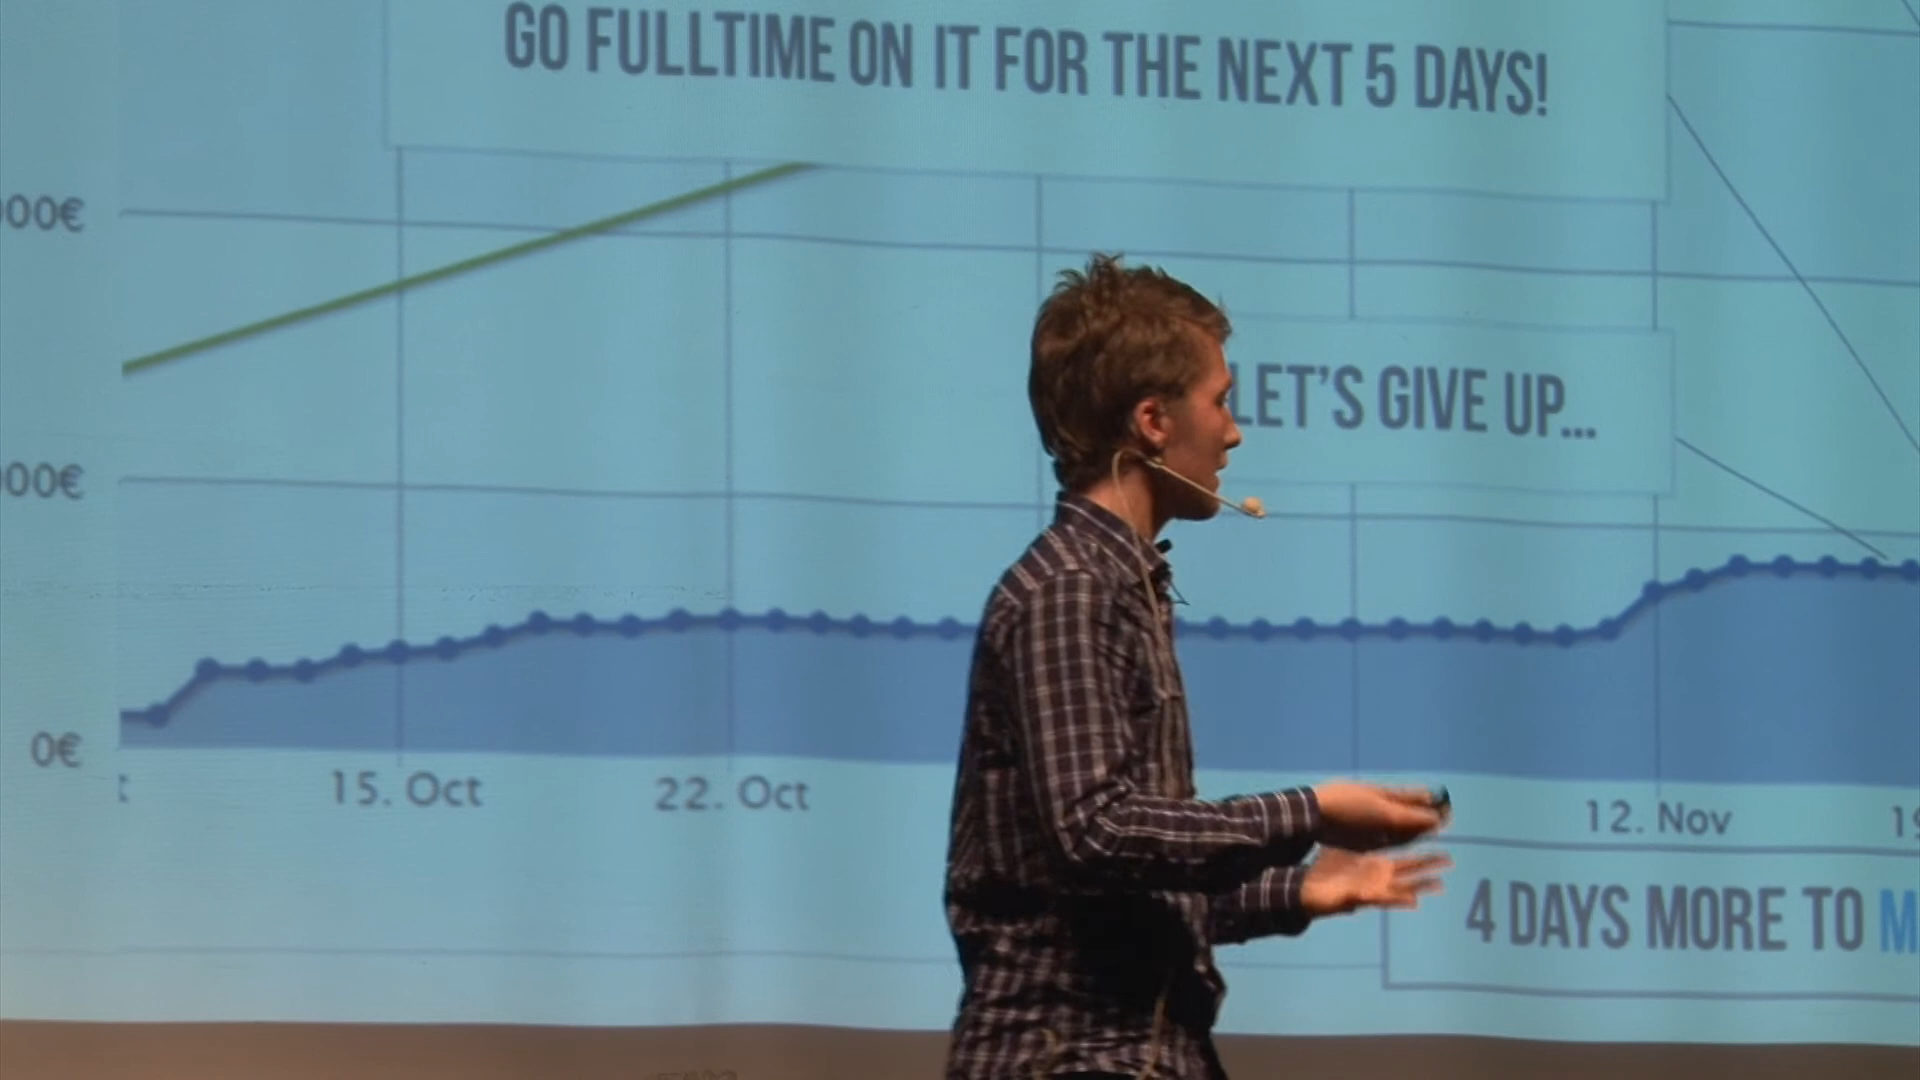 GO FULLTIME ON IT FOR THE NEXT 5 DAYS!
000€
LET'S GIVE UP...
000€
0€
15. Oct
22. Oct
12. Nov
19
4 DAYS MORE TO M